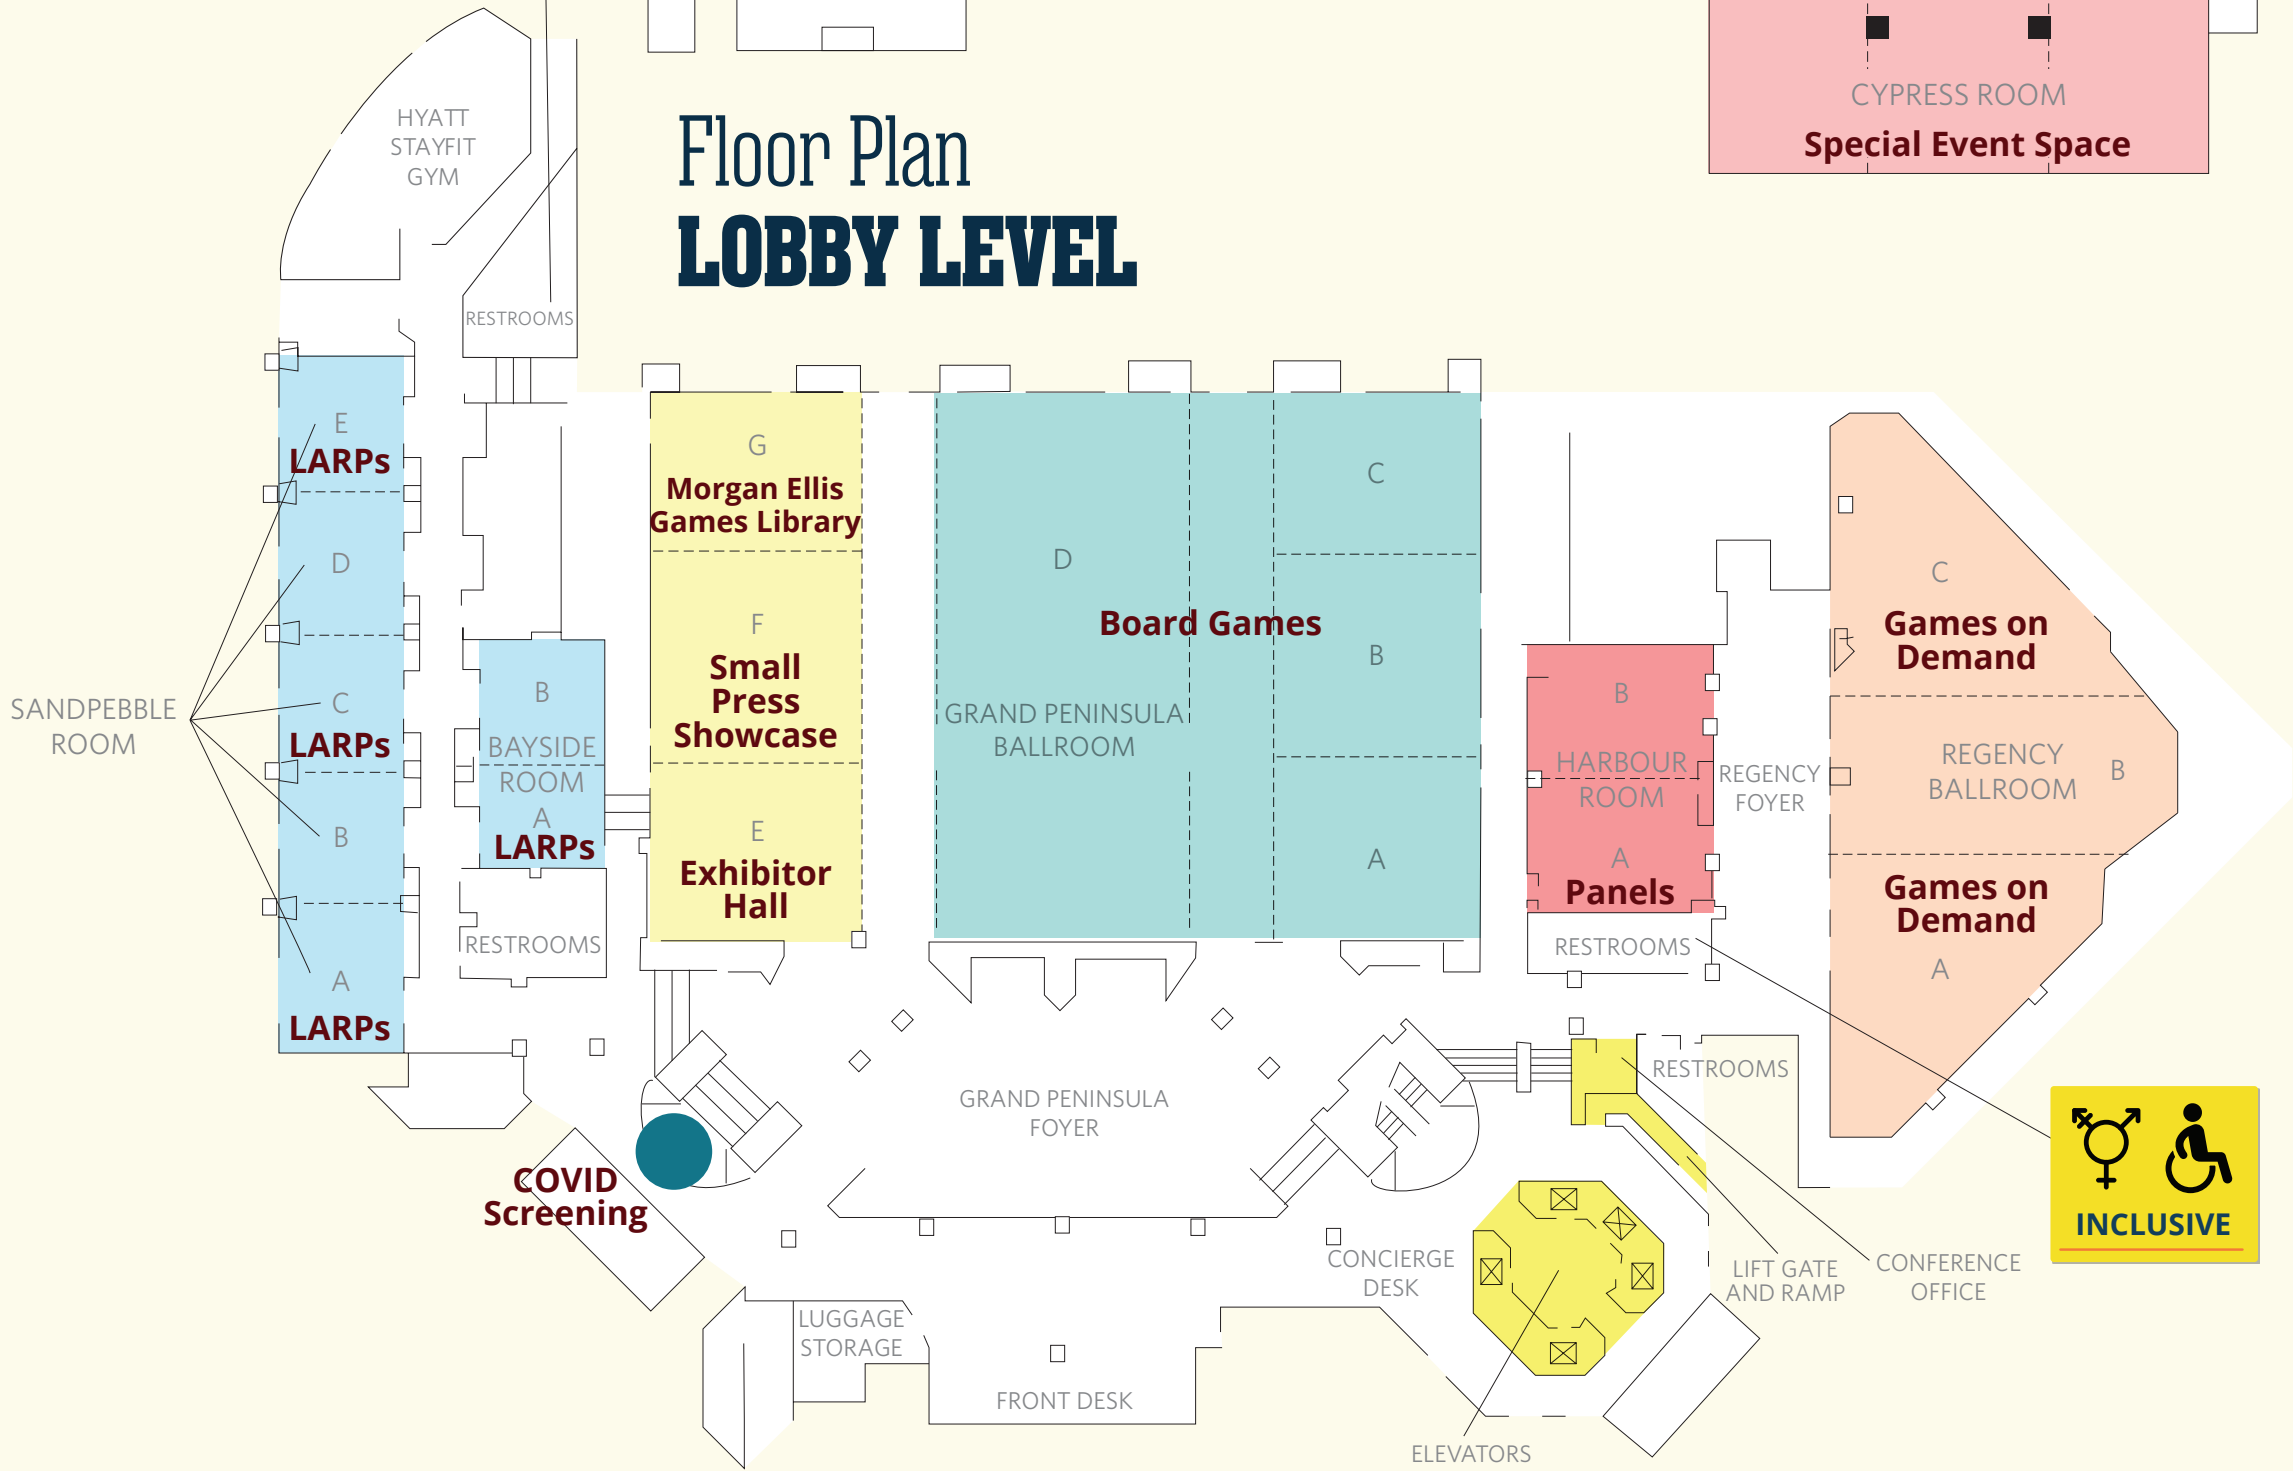 CYPRESS ROOM
Special Event Space
HYATT
STAYFIT
GYM
Floor Plan
LOBBY LEVEL
RESTROOMS
E
LARPs
D
SANDPEBBLE
ROOM
C
LARPs
B
A
LARPs
B
BAYSIDE
ROOM
A
LARPs
RESTROOMS
G
Morgan Ellis
Games Library
F
Small
Press
Showcase
E
Exhibitor
Hall
C
D
Board Games
B
GRAND PENINSULA
BALLROOM
A
B
HARBOUR
ROOM
A
Panels
RESTROOMS
REGENCY
FOYER
C
Games on
Demand
REGENCY
BALLROOM
B
Games on
Demand
A
GRAND PENINSULA
FOYER
RESTROOMS
COVID
Screening
INCLUSIVE
CONCIERGE
DESK
LIFT GATE
AND RAMP
CONFERENCE
OFFICE
LUGGAGE
STORAGE
FRONT DESK
ELEVATORS